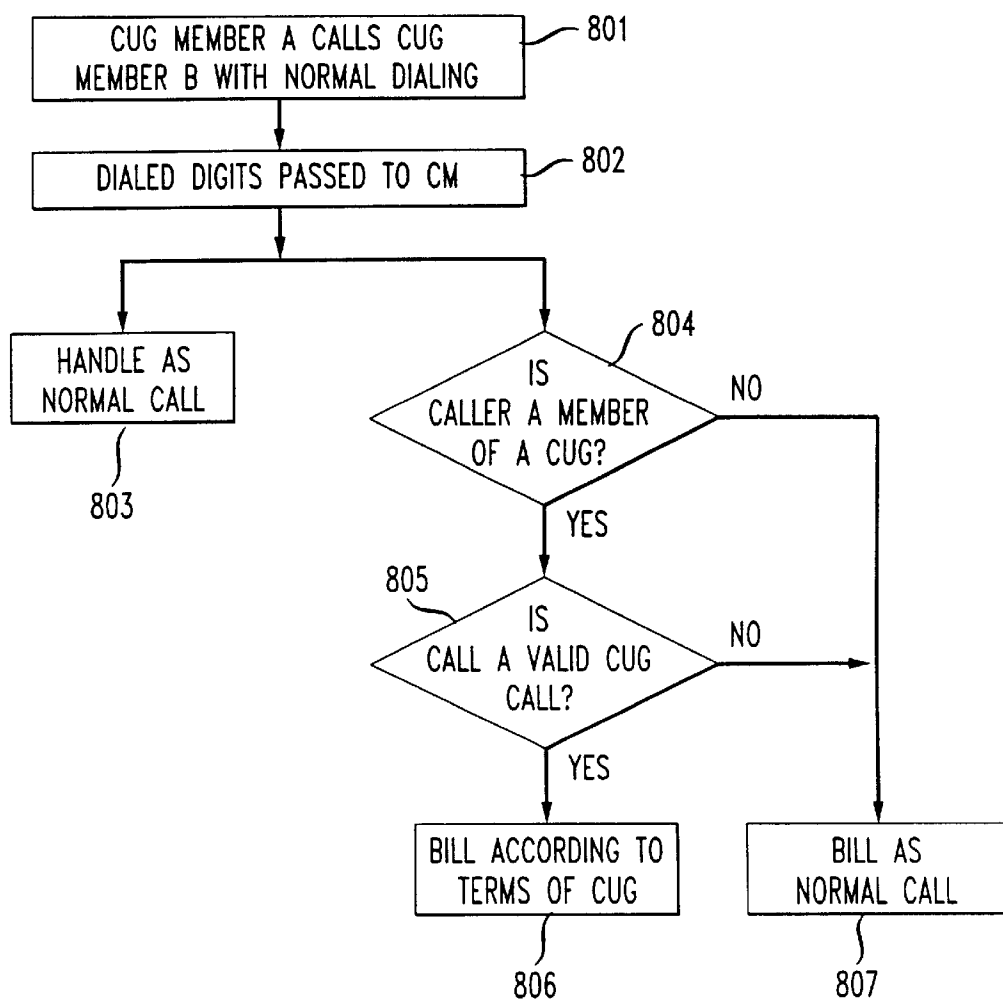 CUG MEMBER A CALLS CUG
MEMBER B WITH NORMAL DIALING
801
DIALED DIGITS PASSED TO CM
802
HANDLE AS
NORMAL CALL
803
804
IS
CALLER A MEMBER
OF A CUG?
NO
YES
805
IS
CALL A VALID CUG
CALL?
NO
YES
BILL ACCORDING TO
TERMS OF CUG
806
BILL AS
NORMAL CALL
807